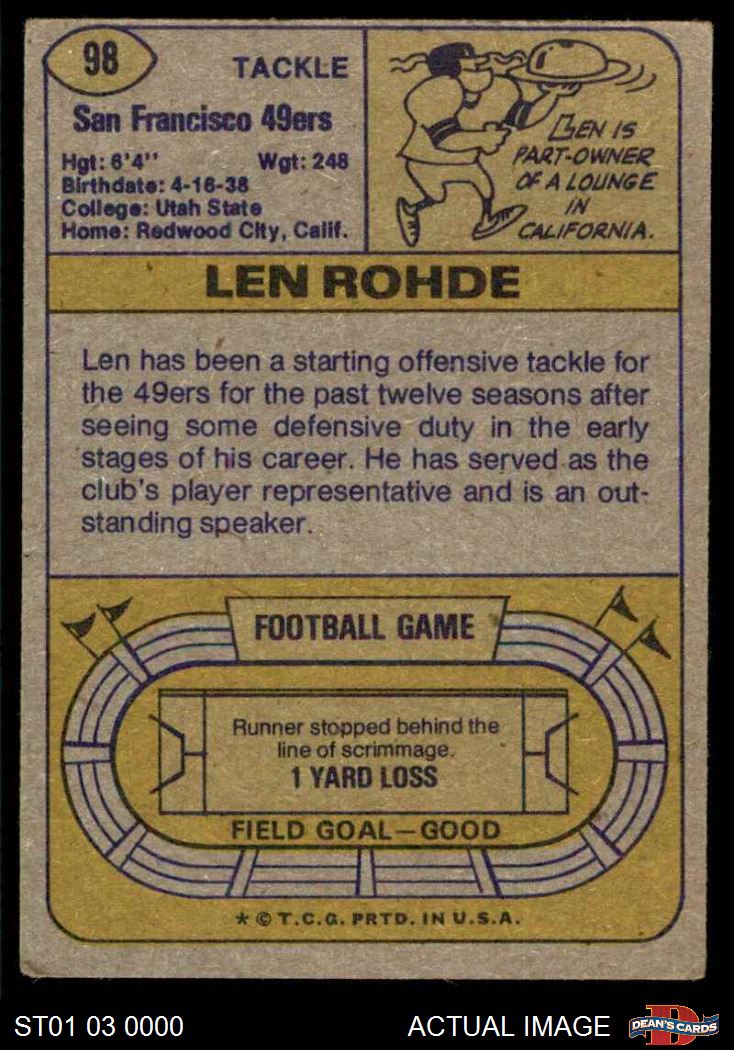 98
TACKLE
San Francisco 49ers
Hgt: 6'4"
Wgt: 248
Birthdate: 4-16-38
College: Utah State
Home: Redwood City, Calif.
BEN IS
PART-OWNER
OF A LOUNGE
IN
CALIFORNIA.
LEN ROHDE
Len has been a starting offensive tackle for
the 49ers for the past twelve seasons after
seeing some defensive duty in the early
stages of his career. He has served as the
club's player representative and is an out-
standing speaker.
FOOTBALL GAME
Runner stopped behind the
line of scrimmage.
1 YARD LOSS
FIELD GOAL—GOOD
* © T.C.G. PRTD. IN U.S.A.
ST01 03 0000
ACTUAL IMAGE
D
DEAN'S CARDS